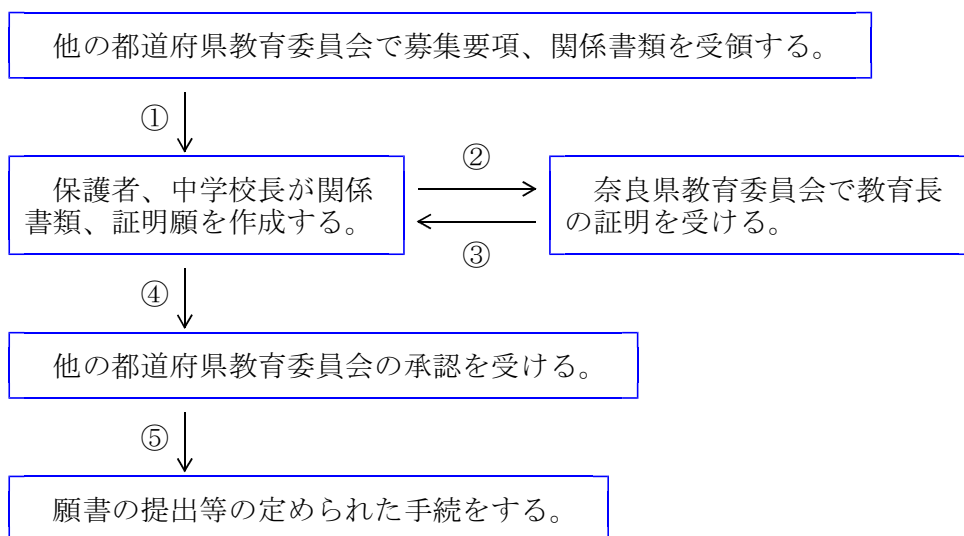 他の都道府県教育委員会で募集要項、関係書類を受領する。
①
保護者、中学校長が関係
書類、証明願を作成する。
②
③
奈良県教育委員会で教育長
の証明を受ける。
④
他の都道府県教育委員会の承認を受ける。
⑤
願書の提出等の定められた手続をする。